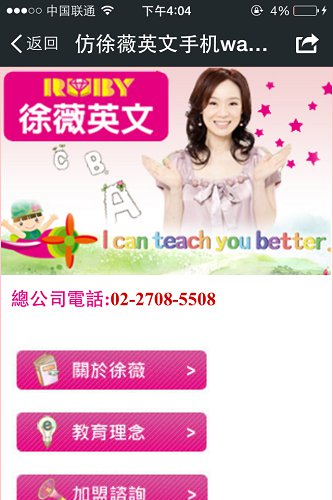 中国联通 下午4:04 4%
返回 仿徐薇英文手机wa...
RUBY
徐薇英文
C B A
I can teach you better.
總公司電話:02-2708-5508
關於徐薇 >
教育理念 >
加盟諮詢 >